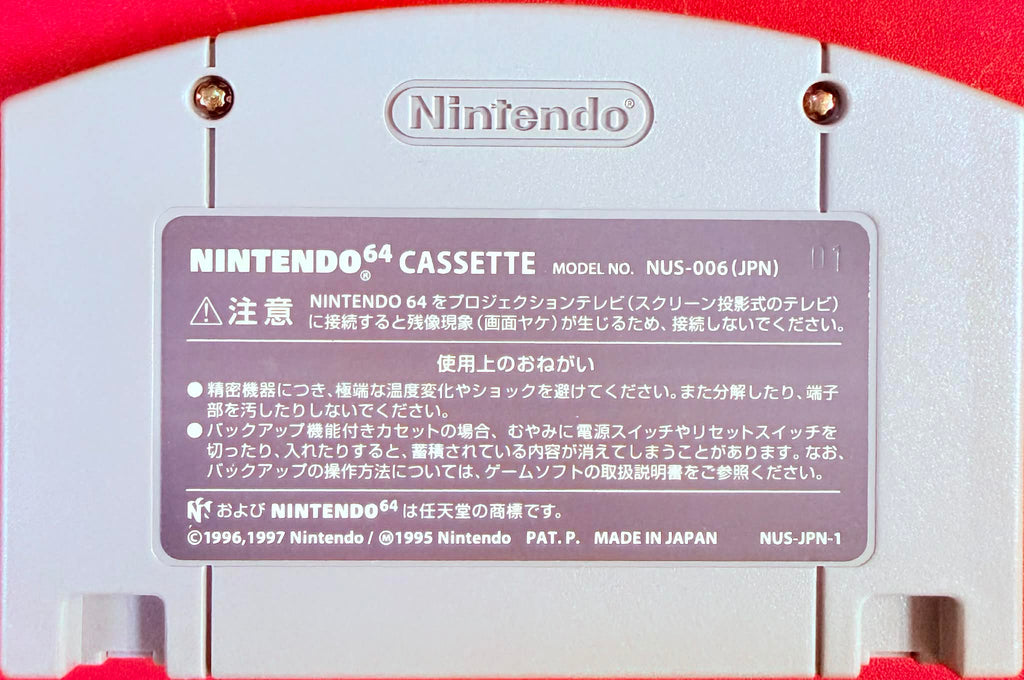 Nintendo®
NINTENDO64® CASSETTE MODEL NO. NUS-006(JPN) 01
注意 NINTENDO 64をプロジェクションテレビ(スクリーン投影式のテレビ)
に接続すると残像現象(画面ヤケ)が生じるため、接続しないでください。
使用上のおねがい
●精密機器につき、極端な温度変化やショックを避けてください。また分解したり、端子
部を汚したりしないでください。
●バックアップ機能付きカセットの場合、むやみに電源スイッチやリセットスイッチを
切ったり、入れたりすると、蓄積されている内容が消えてしまうことがあります。なお、
バックアップの操作方法については、ゲームソフトの取扱説明書をご参照ください。
および NINTENDO64 は任天堂の商標です。
©1996,1997 Nintendo / Ⓜ1995 Nintendo PAT. P. MADE IN JAPAN NUS-JPN-1